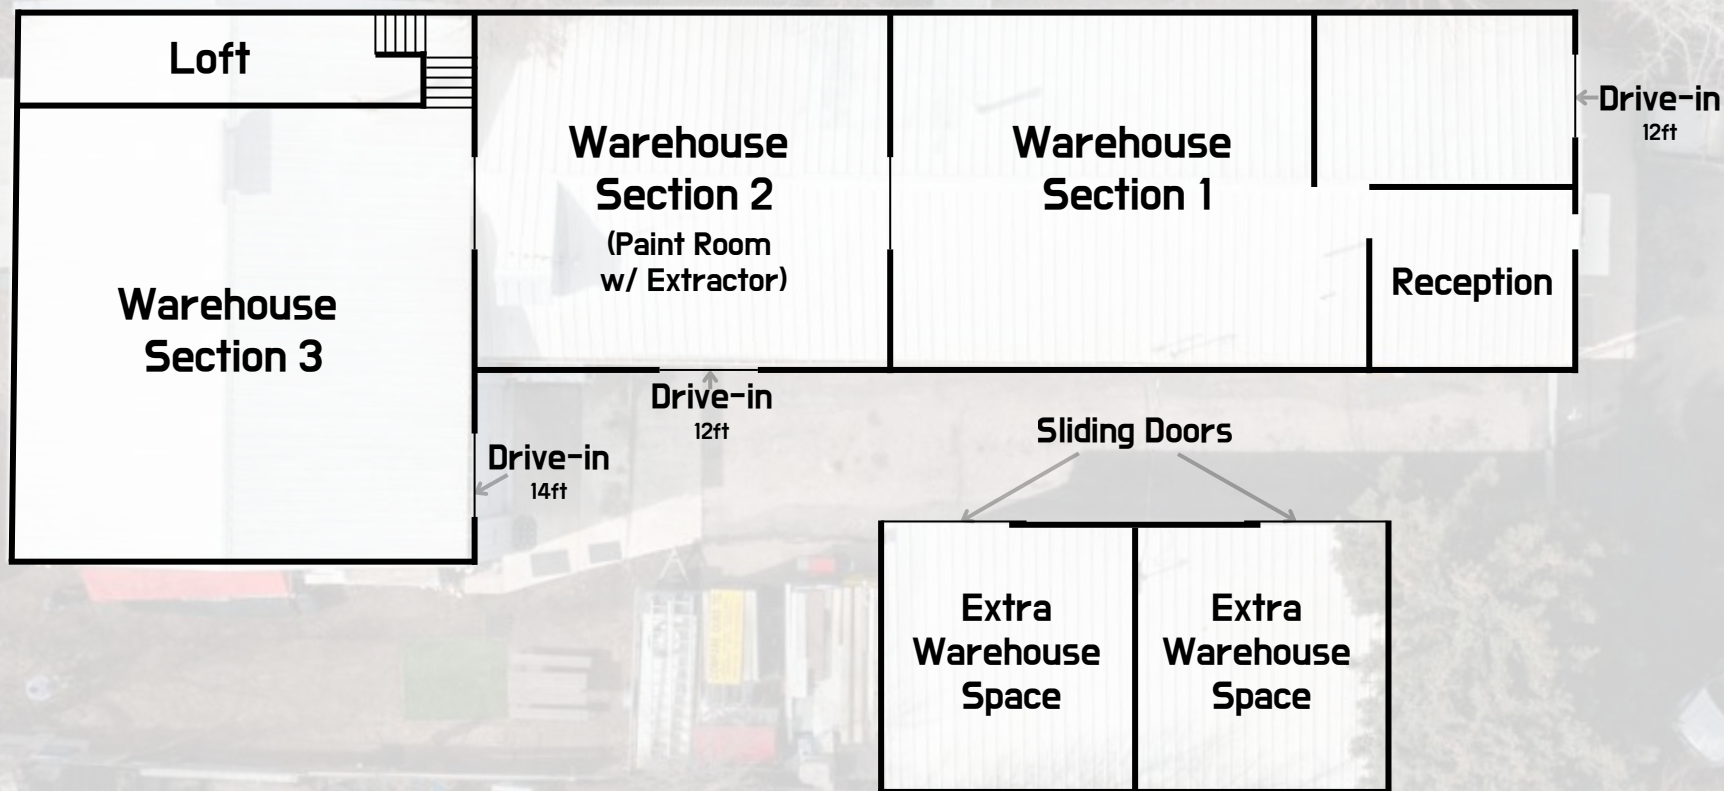 Loft
Warehouse
Section 2
(Paint Room
w/ Extractor)
Warehouse
Section 1
Drive-in
12ft
Reception
Warehouse
Section 3
Drive-in
12ft
Drive-in
14ft
Sliding Doors
Extra
Warehouse
Space
Extra
Warehouse
Space